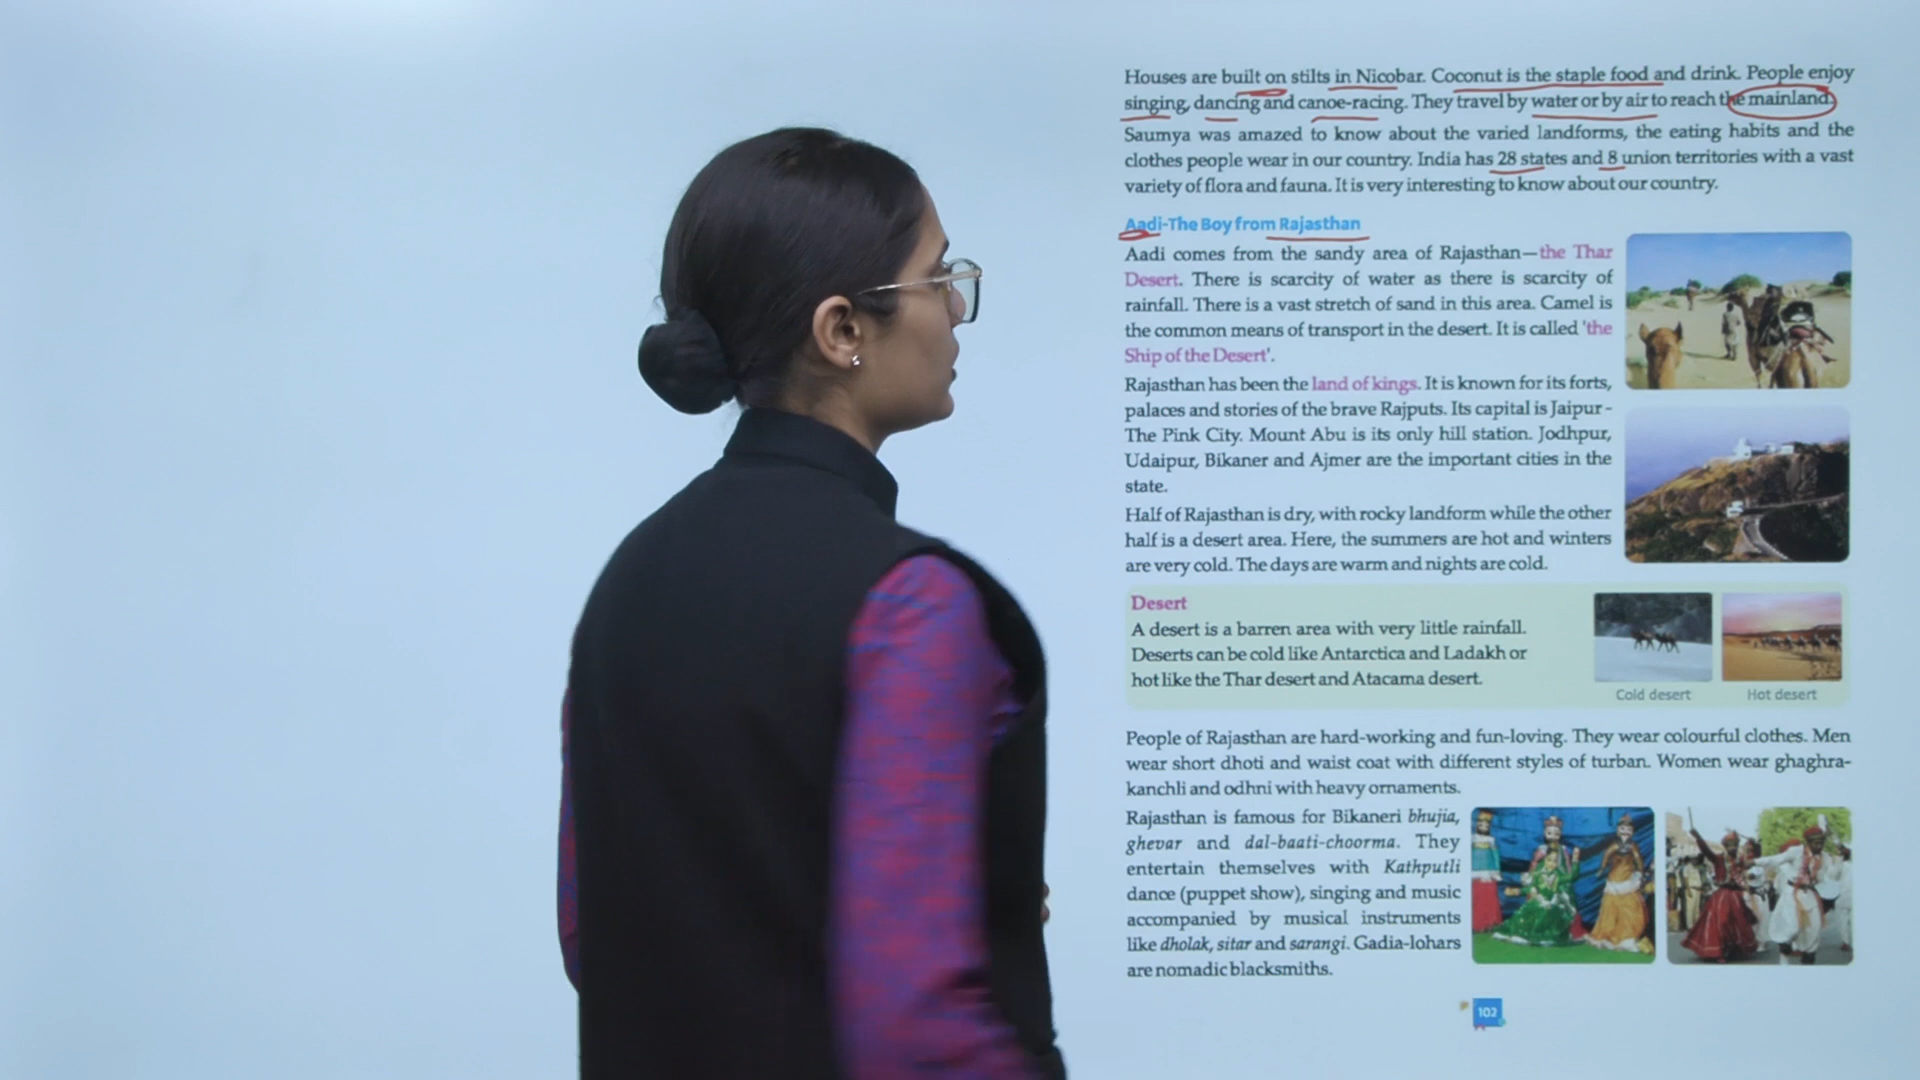 Houses are built on stilts in Nicobar. Coconut is the staple food and drink. People enjoy
singing, dancing and canoe-racing. They travel by water or by air to reach the mainland.
Saumya was amazed to know about the varied landforms, the eating habits and the
clothes people wear in our country. India has 28 states and 8 union territories with a vast
variety of flora and fauna. It is very interesting to know about our country.
Aadi-The Boy from Rajasthan
Aadi comes from the sandy area of Rajasthan—the Thar
Desert. There is scarcity of water as there is scarcity of
rainfall. There is a vast stretch of sand in this area. Camel is
the common means of transport in the desert. It is called 'the
Ship of the Desert'.
Rajasthan has been the land of kings. It is known for its forts,
palaces and stories of the brave Rajputs. Its capital is Jaipur -
The Pink City. Mount Abu is its only hill station. Jodhpur,
Udaipur, Bikaner and Ajmer are the important cities in the
state.
Half of Rajasthan is dry, with rocky landform while the other
half is a desert area. Here, the summers are hot and winters
are very cold. The days are warm and nights are cold.
Desert
A desert is a barren area with very little rainfall.
Deserts can be cold like Antarctica and Ladakh or
hot like the Thar desert and Atacama desert.
Cold desert
Hot desert
People of Rajasthan are hard-working and fun-loving. They wear colourful clothes. Men
wear short dhoti and waist coat with different styles of turban. Women wear ghaghra-
kanchli and odhni with heavy ornaments.
Rajasthan is famous for Bikaneri bhujia,
ghevar and dal-baati-choorma. They
entertain themselves with Kathputli
dance (puppet show), singing and music
accompanied by musical instruments
like dholak, sitar and sarangi. Gadia-lohars
are nomadic blacksmiths.
102